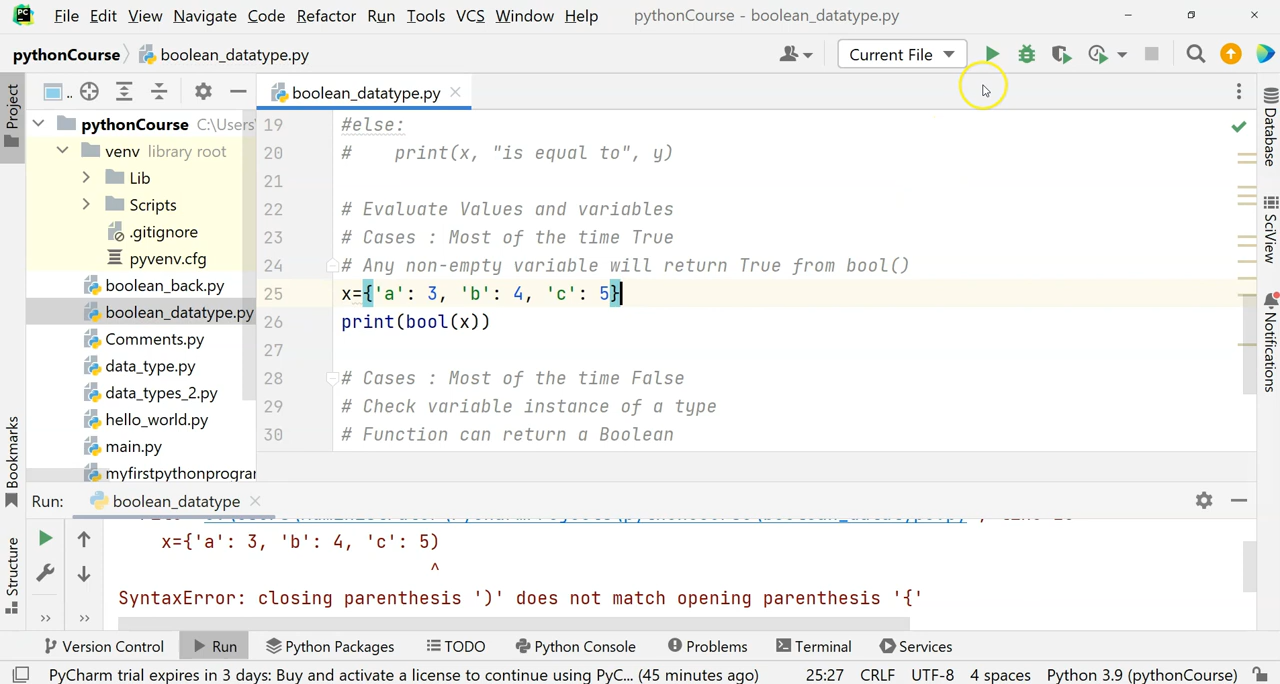 PC File Edit View Navigate Code Refactor Run Tools VCS Window Help pythonCourse - boolean_datatype.py
pythonCourse boolean_datatype.py Current File
Project
..
boolean_datatype.py
pythonCourse C:\Users
venv library root
Lib
Scripts
.gitignore
pyvenv.cfg
boolean_back.py
boolean_datatype.py
Comments.py
data_type.py
data_types_2.py
hello_world.py
main.py
myfirstpythonprogram
19 #else:
20 # print(x, "is equal to", y)
21
22 # Evaluate Values and variables
23 # Cases : Most of the time True
24 # Any non-empty variable will return True from bool()
25 x={'a': 3, 'b': 4, 'c': 5}
26 print(bool(x))
27
28 # Cases : Most of the time False
29 # Check variable instance of a type
30 # Function can return a Boolean
Database
SciView
Notifications
Bookmarks
Structure
Run: boolean_datatype
x={'a': 3, 'b': 4, 'c': 5)
^
SyntaxError: closing parenthesis ')' does not match opening parenthesis '{'
Version Control Run Python Packages TODO Python Console Problems Terminal Services
PyCharm trial expires in 3 days: Buy and activate a license to continue using PyC... (45 minutes ago) 25:27 CRLF UTF-8 4 spaces Python 3.9 (pythonCourse)